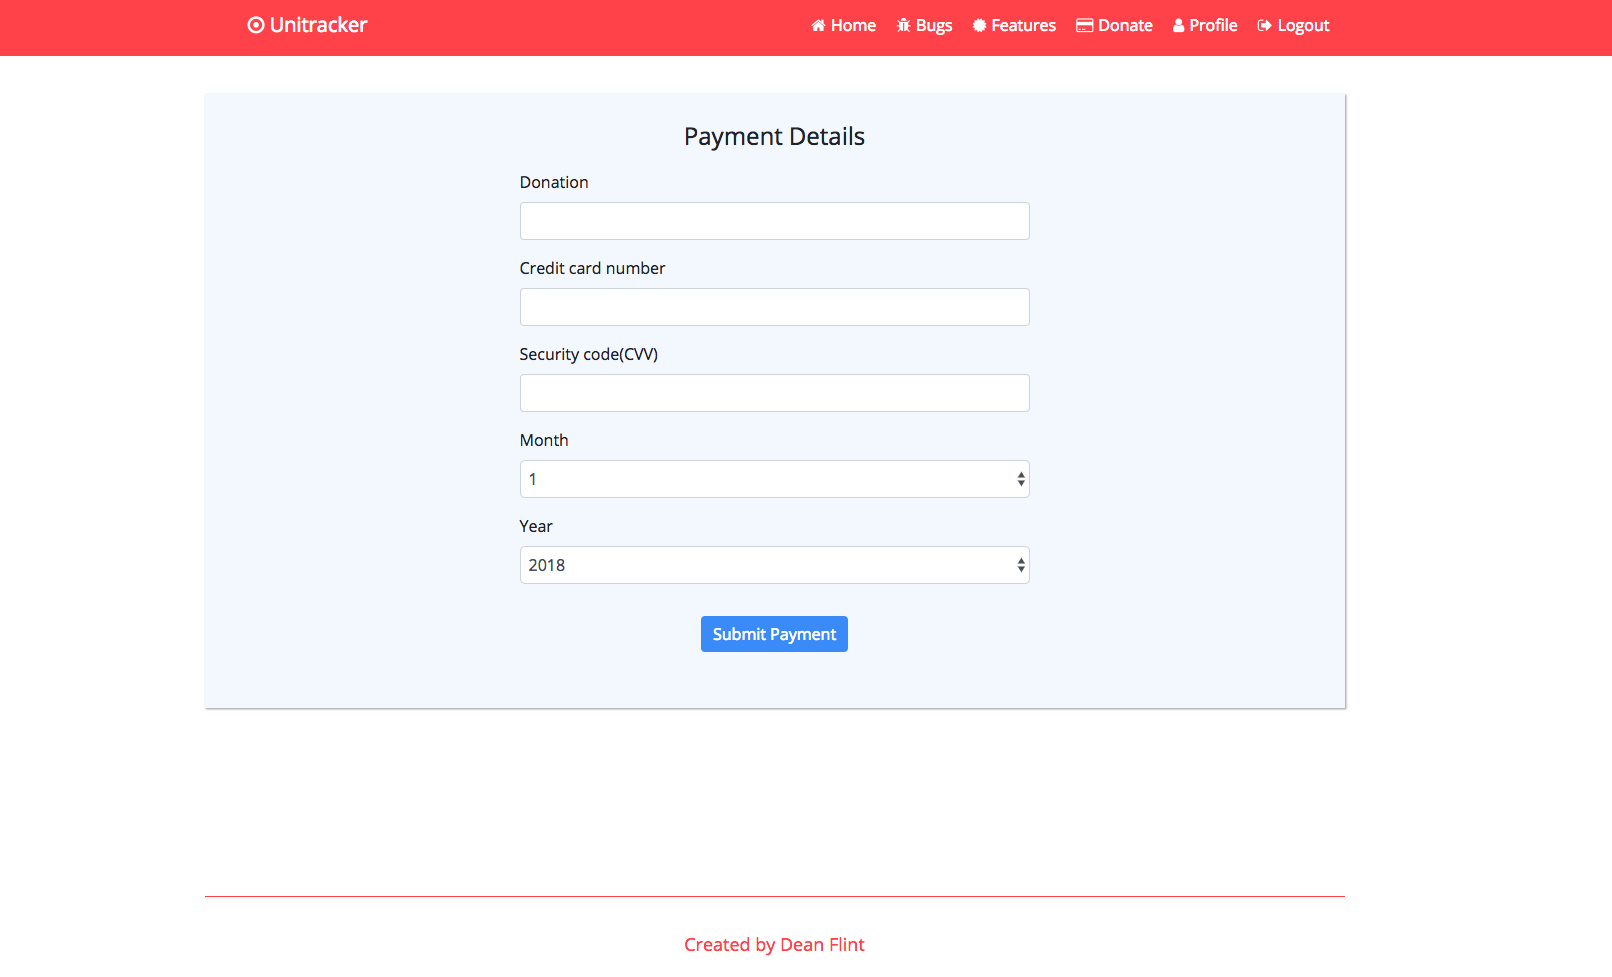 Unitracker
Home Bugs Features Donate Profile Logout
Payment Details
Donation
Credit card number
Security code(CVV)
Month
1
Year
2018
Submit Payment
Created by Dean Flint